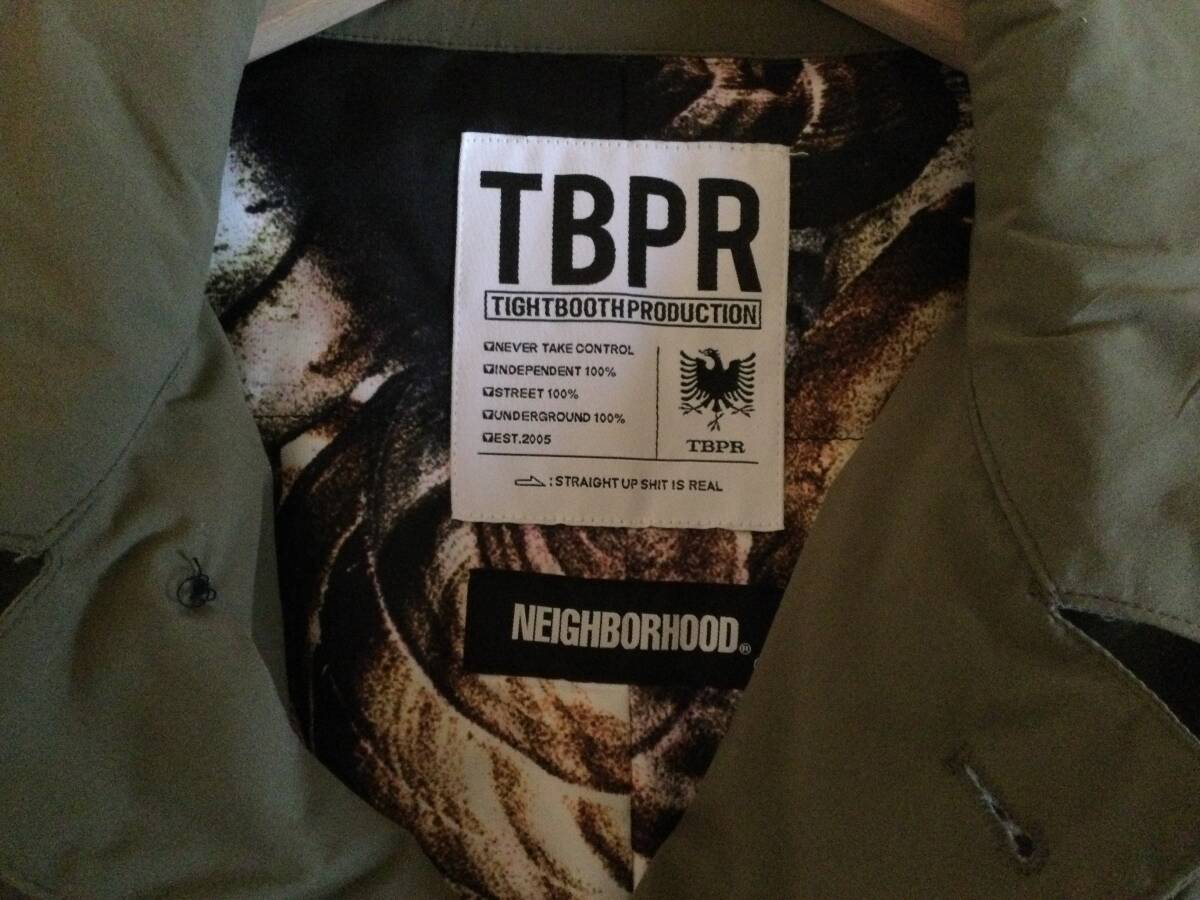 TBPR
TIGHTBOOTHPRODUCTION
NEVER TAKE CONTROL
INDEPENDENT 100%
STREET 100%
UNDERGROUND 100%
EST.2005
TBPR
:STRAIGHT UP SHIT IS REAL
NEIGHBORHOOD®